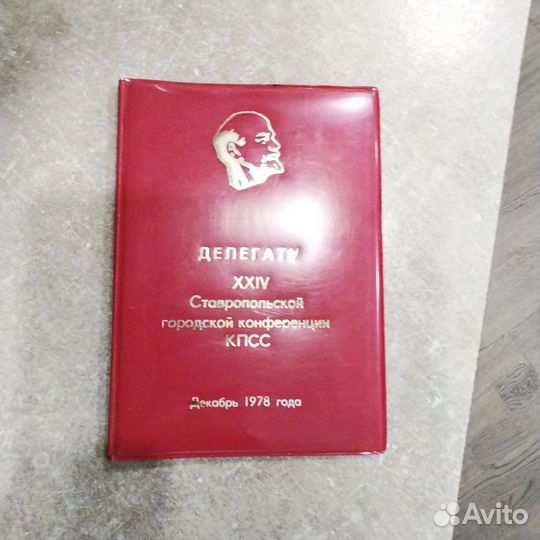 ДЕЛЕГАТУ
XXIV
Ставропольской
городской конференции
КПСС
Декабрь 1978 года
Avito